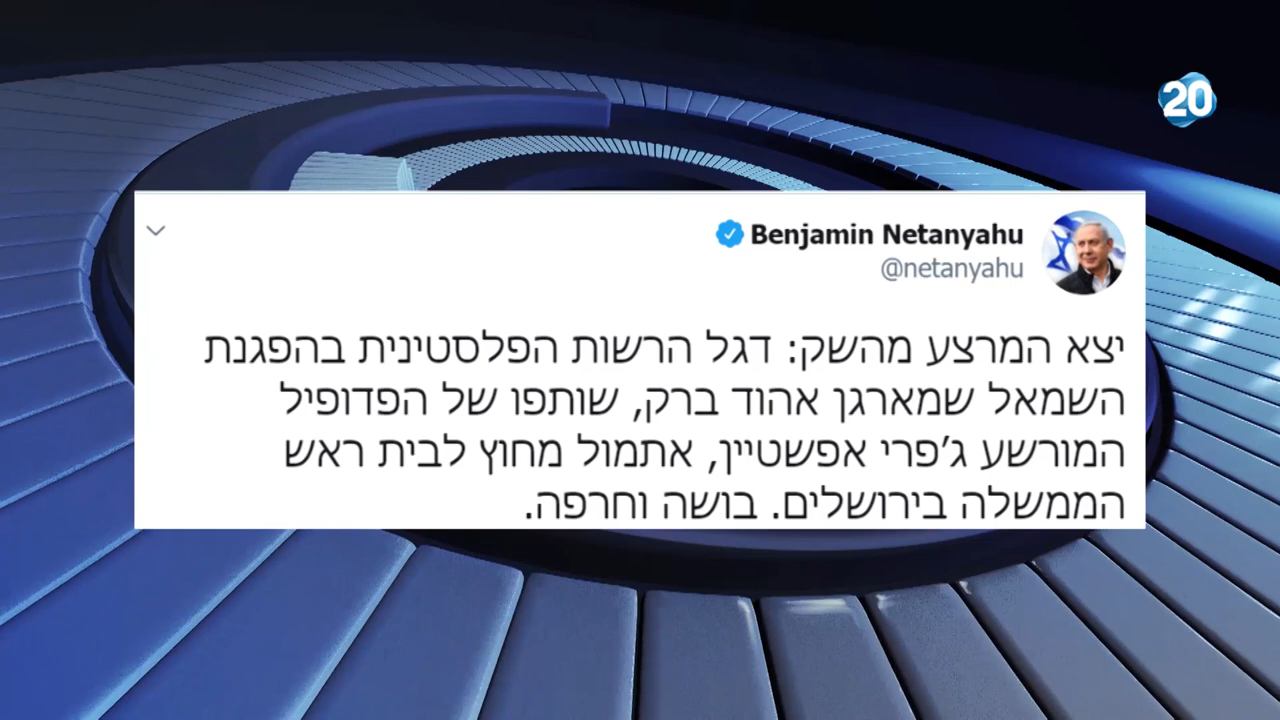 20
Benjamin Netanyahu
@netanyahu
יצא המרצע מהשק: דגל הרשות הפלסטינית בהפגנת
השמאל שמארגן אהוד ברק, שותפו של הפדופיל
המורשע ג׳פרי אפשטיין, אתמול מחוץ לבית ראש
הממשלה בירושלים. בושה וחרפה.